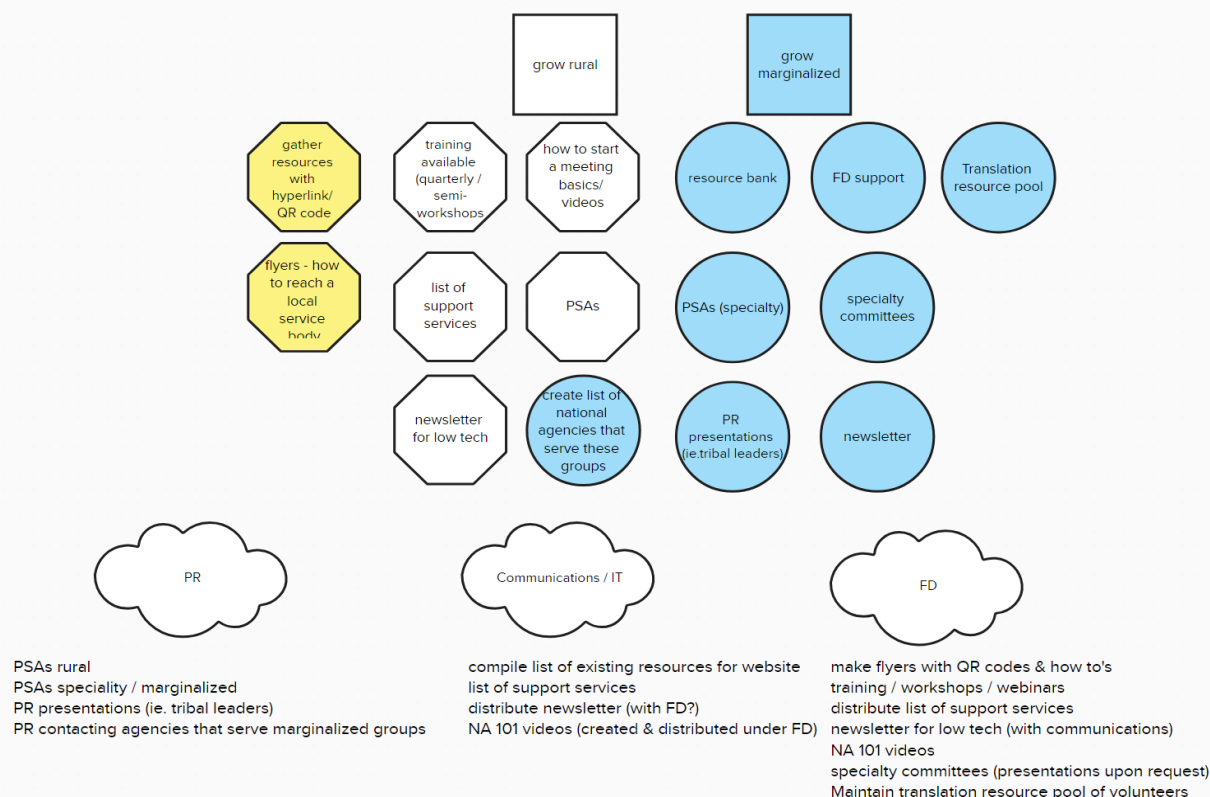 grow rural
grow
marginalized
gather
resources
with
hyperlink/
QR code
training
available
(quarterly /
semi-
workshops
how to start
a meeting
basics/
videos
resource bank
FD support
Translation
resource pool
flyers - how
to reach a
local
service
body
list of
support
services
PSAs
PSAs (specialty)
specialty
committees
newsletter
for low tech
create list of
national
agencies that
serve these
groups
PR
presentations
(ie.tribal leaders)
newsletter
PR
Communications / IT
FD
PSAs rural
PSAs speciality / marginalized
PR presentations (ie. tribal leaders)
PR contacting agencies that serve marginalized groups
compile list of existing resources for website
list of support services
distribute newsletter (with FD?)
NA 101 videos (created & distributed under FD)
make flyers with QR codes & how to's
training / workshops / webinars
distribute list of support services
newsletter for low tech (with communications)
NA 101 videos
specialty committees (presentations upon request)
Maintain translation resource pool of volunteers